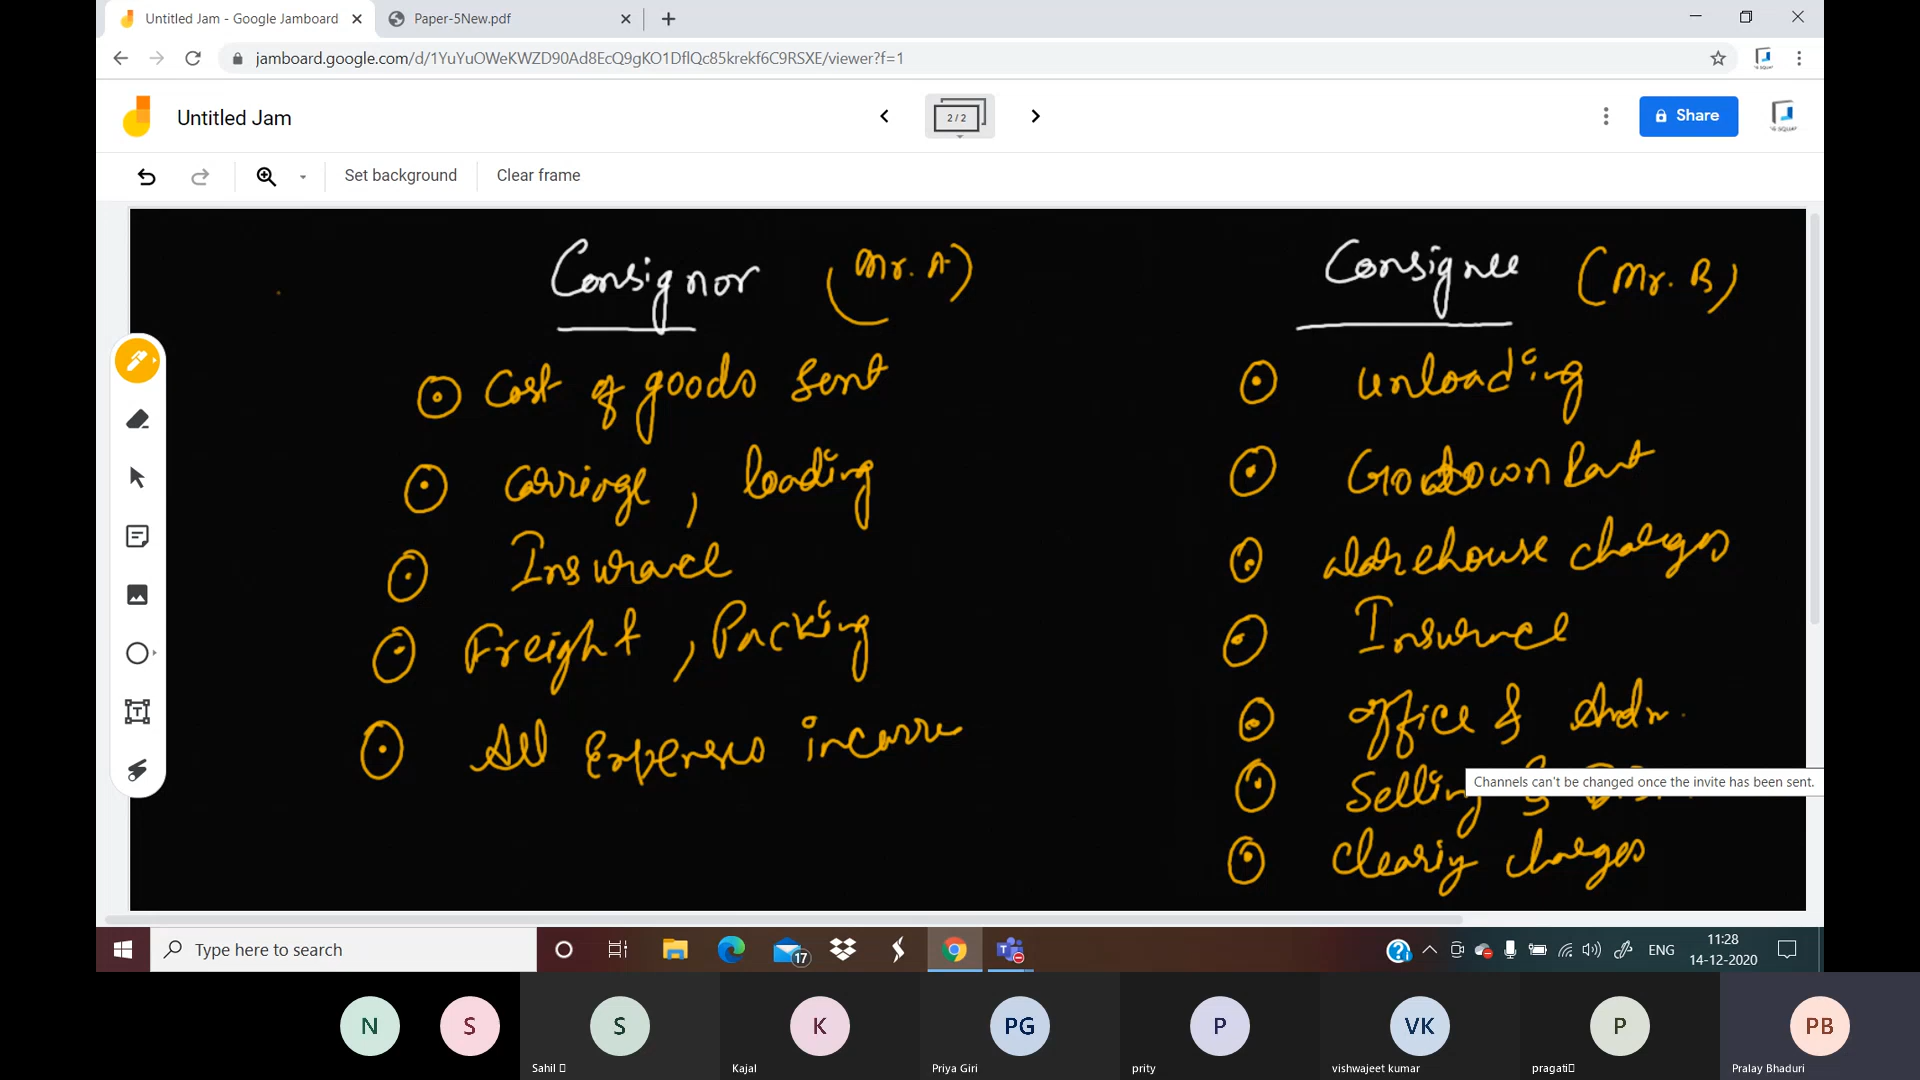 Untitled Jam - Google Jamboard
Paper-5New.pdf
jamboard.google.com/d/1YuYuOWeKWZD90Ad8EcQ9gKO1DflQc85krekf6C9RSXE/viewer?f=1
Untitled Jam
2 / 2
Share
Set background
Clear frame
Consignor (Mr. A)
Cost of goods sent
Carriage, loading
Insurance
Freight, Packing
All Expenses incurre
Consignee (Mr. B)
unloading
Godown Rent
warehouse charges
Insurance
office & Adm.
Selling &
Channels can't be changed once the invite has been sent.
charges
Type here to search
17
ENG
11:28
14-12-2020
N
S
S
K
PG
P
VK
P
PB
Sahil
Kajal
Priya Giri
prity
vishwajeet kumar
pragati
Pralay Bhaduri